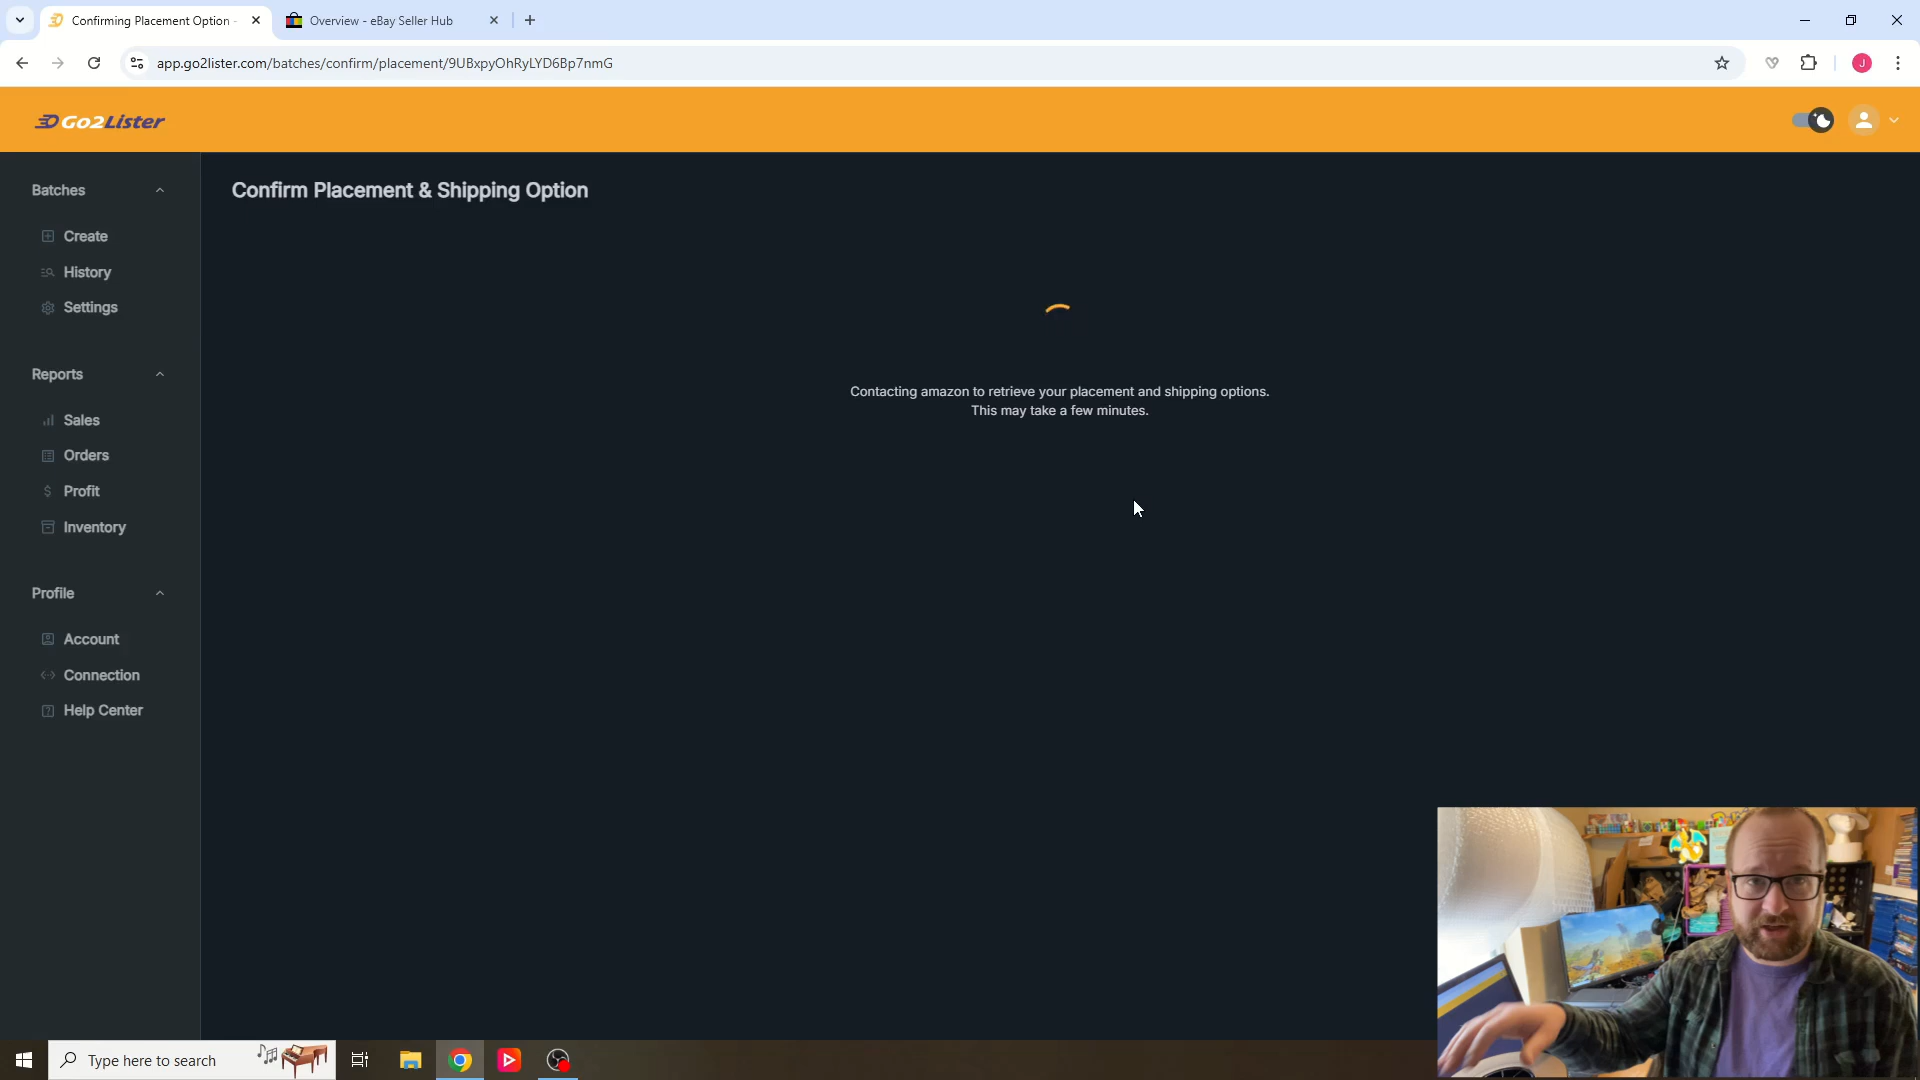 Confirming Placement Option -
Overview - eBay Seller Hub
app.go2lister.com/batches/confirm/placement/9UBxpyOhRyLYD6Bp7nmG
J
Go2Lister
Batches
Create
History
Settings
Reports
Sales
Orders
Profit
Inventory
Profile
Account
Connection
Help Center
Confirm Placement & Shipping Option
Contacting amazon to retrieve your placement and shipping options.
This may take a few minutes.
Type here to search